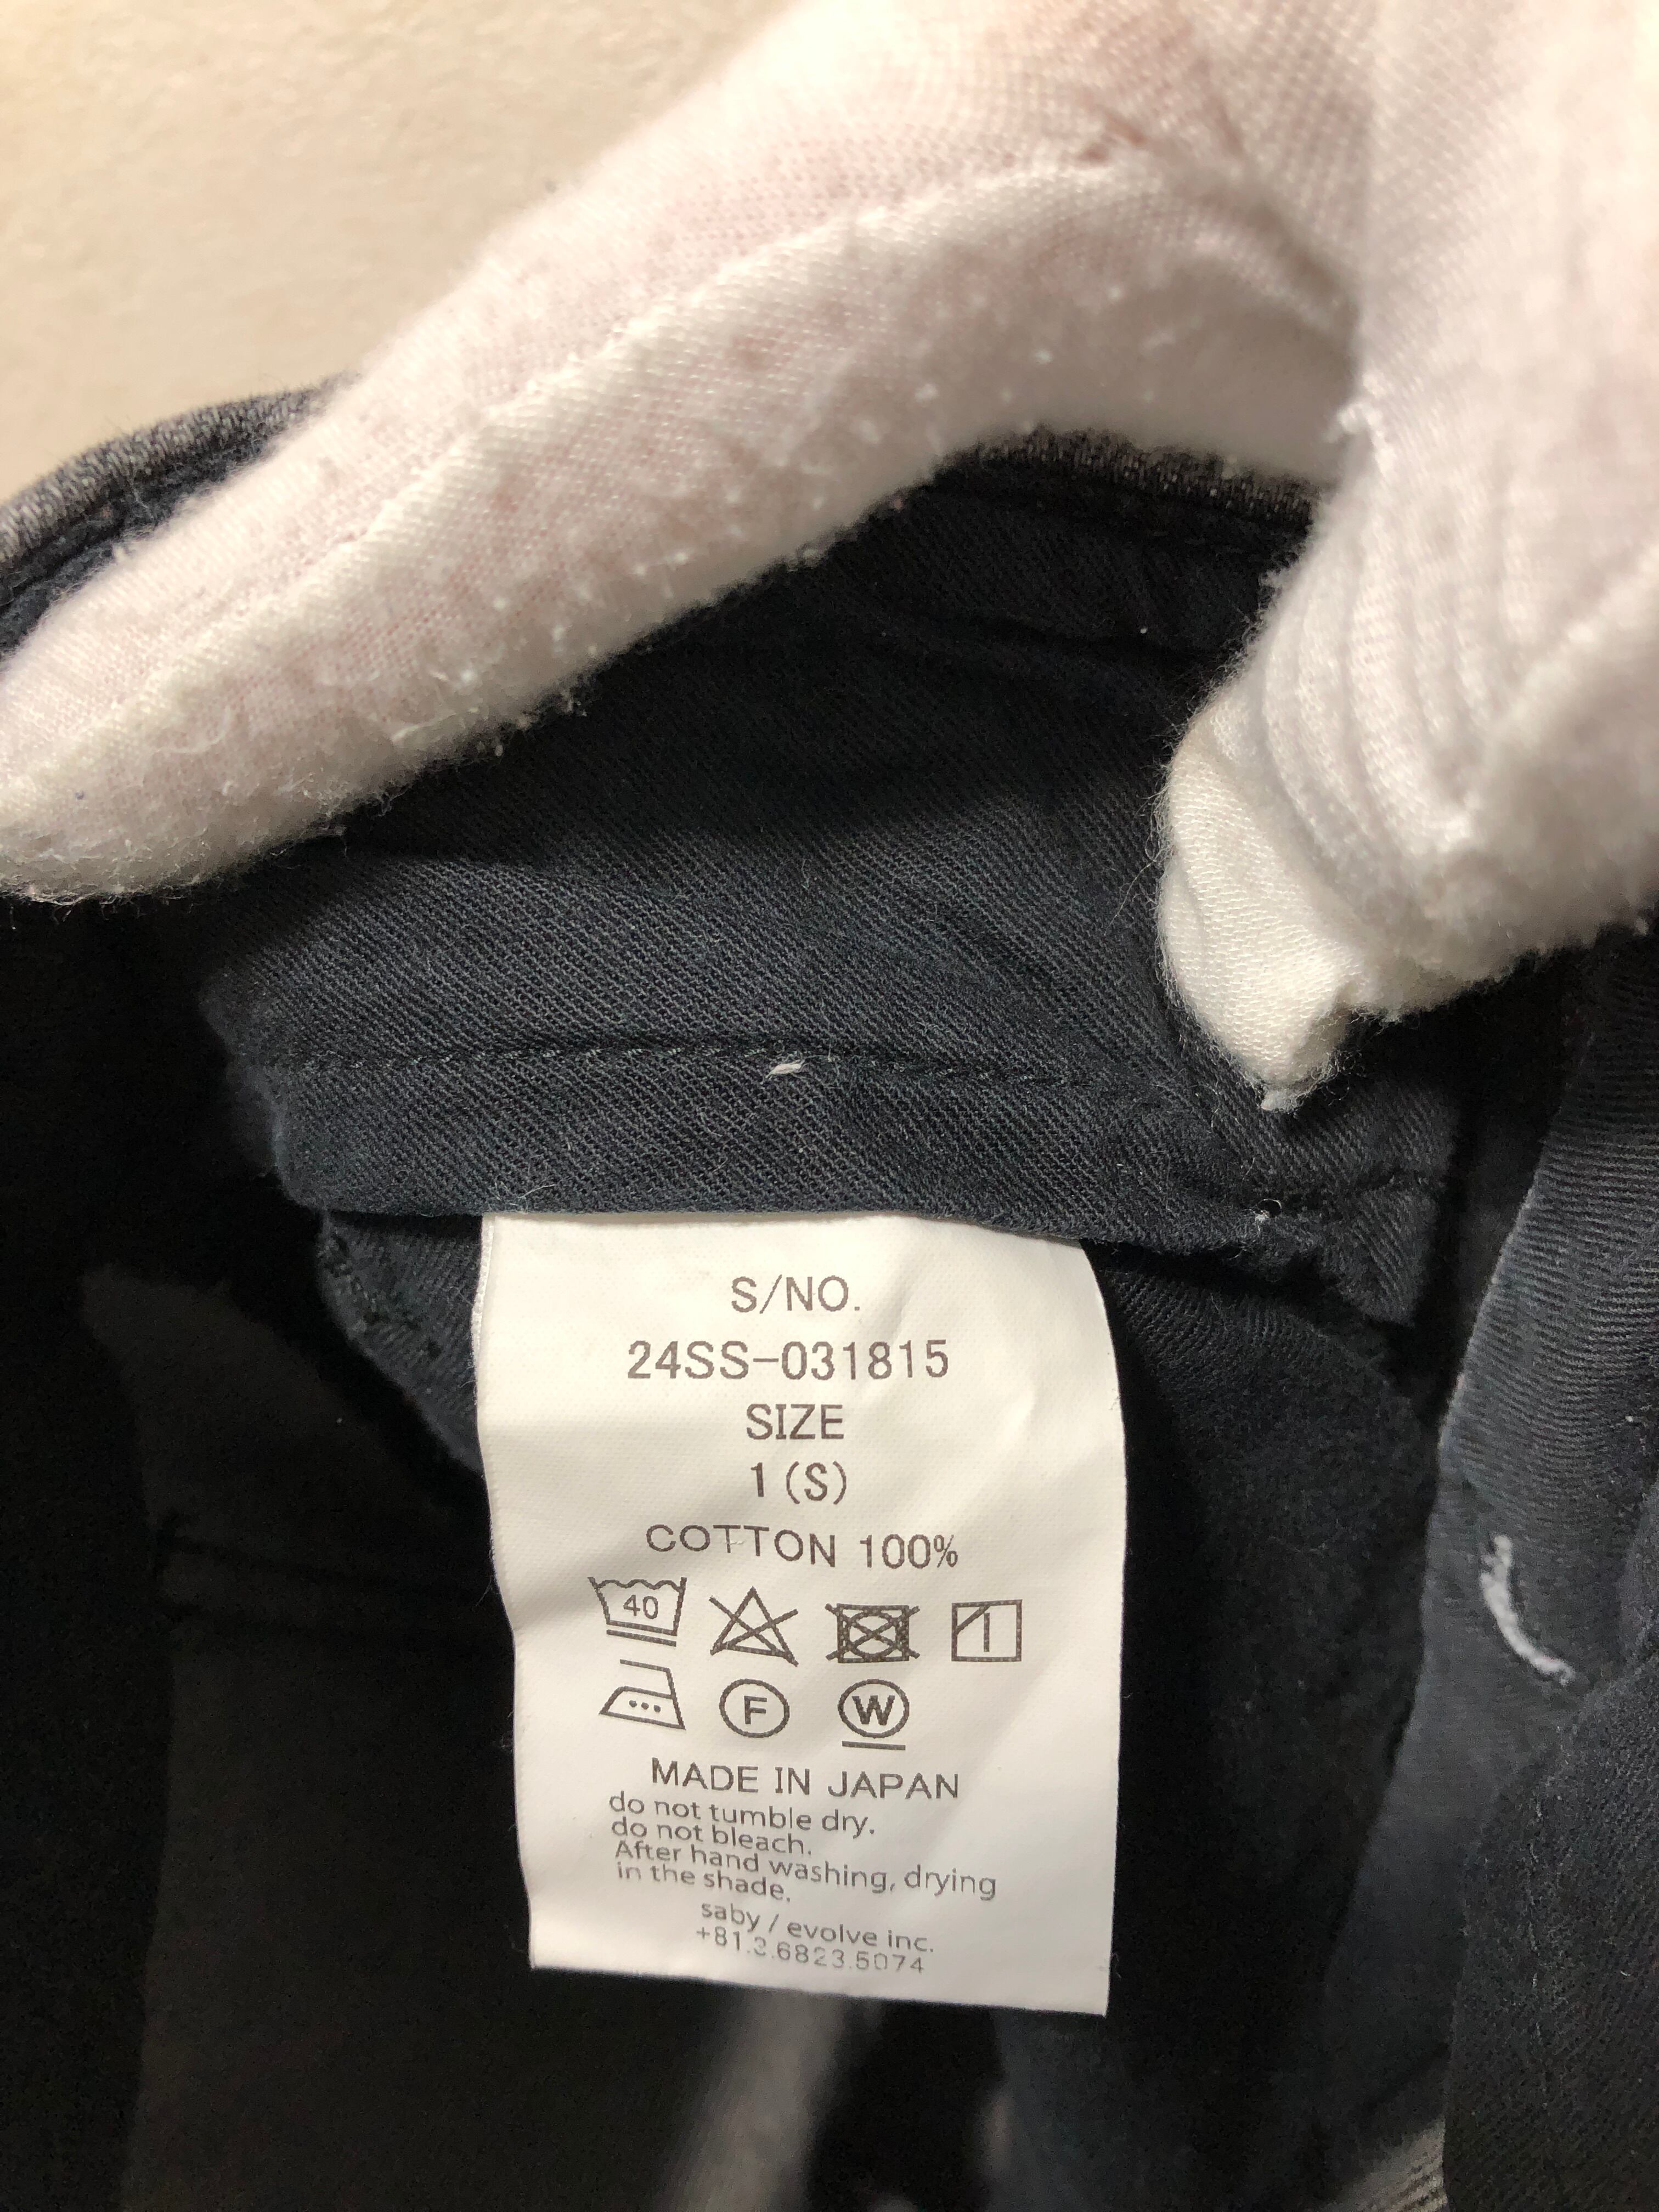 S/NO.
24SS-031815
SIZE
1 (S)
COTTON 100%
40
F W
MADE IN JAPAN
do not tumble dry.
do not bleach.
After hand washing, drying
in the shade.
saby / evolve inc.
+81.3.6823.5074